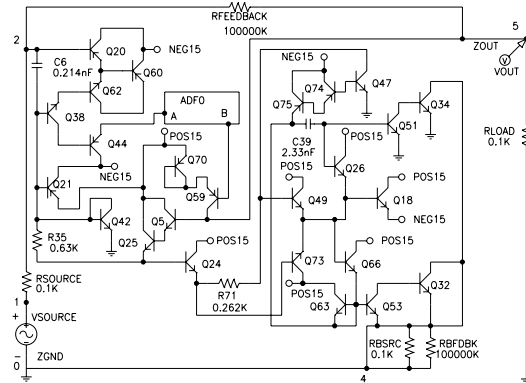 RFEEDBACK
100000K
5
ZOUT
V
VOUT
2
C6
0.214nF
Q20
NEG15
Q60
Q62
Q38
Q44
ADF0
A
B
POS15
NEG15
Q70
Q59
Q21
Q42
Q5
Q25
POS15
Q24
R35
0.63K
RSOURCE
0.1K
1
+
VSOURCE
-
0
ZGND
R71
0.262K
NEG15
Q74
Q75
Q47
C39
2.33nF
POS15
Q51
Q34
Q26
POS15
Q49
POS15
Q18
NEG15
Q73
POS15
Q66
POS15
Q63
Q53
Q32
RBSRC
0.1K
RBFDBK
100000K
4
RLOAD
0.1K